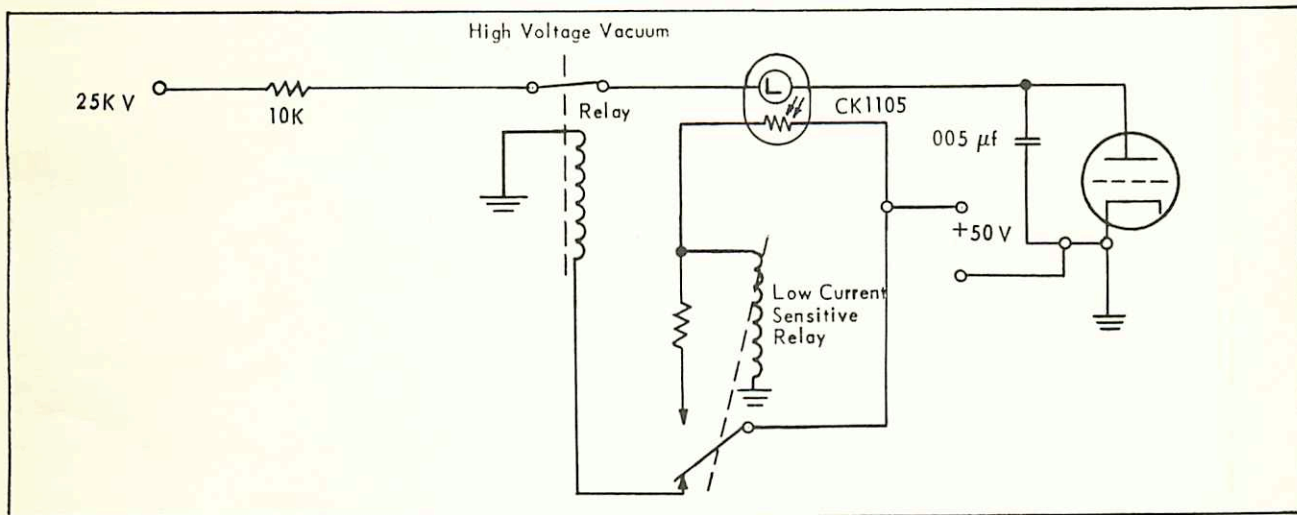 High Voltage Vacuum
25K V
10K
Relay
L
CK1105
005 μf
+50 V
Low Current
Sensitive
Relay